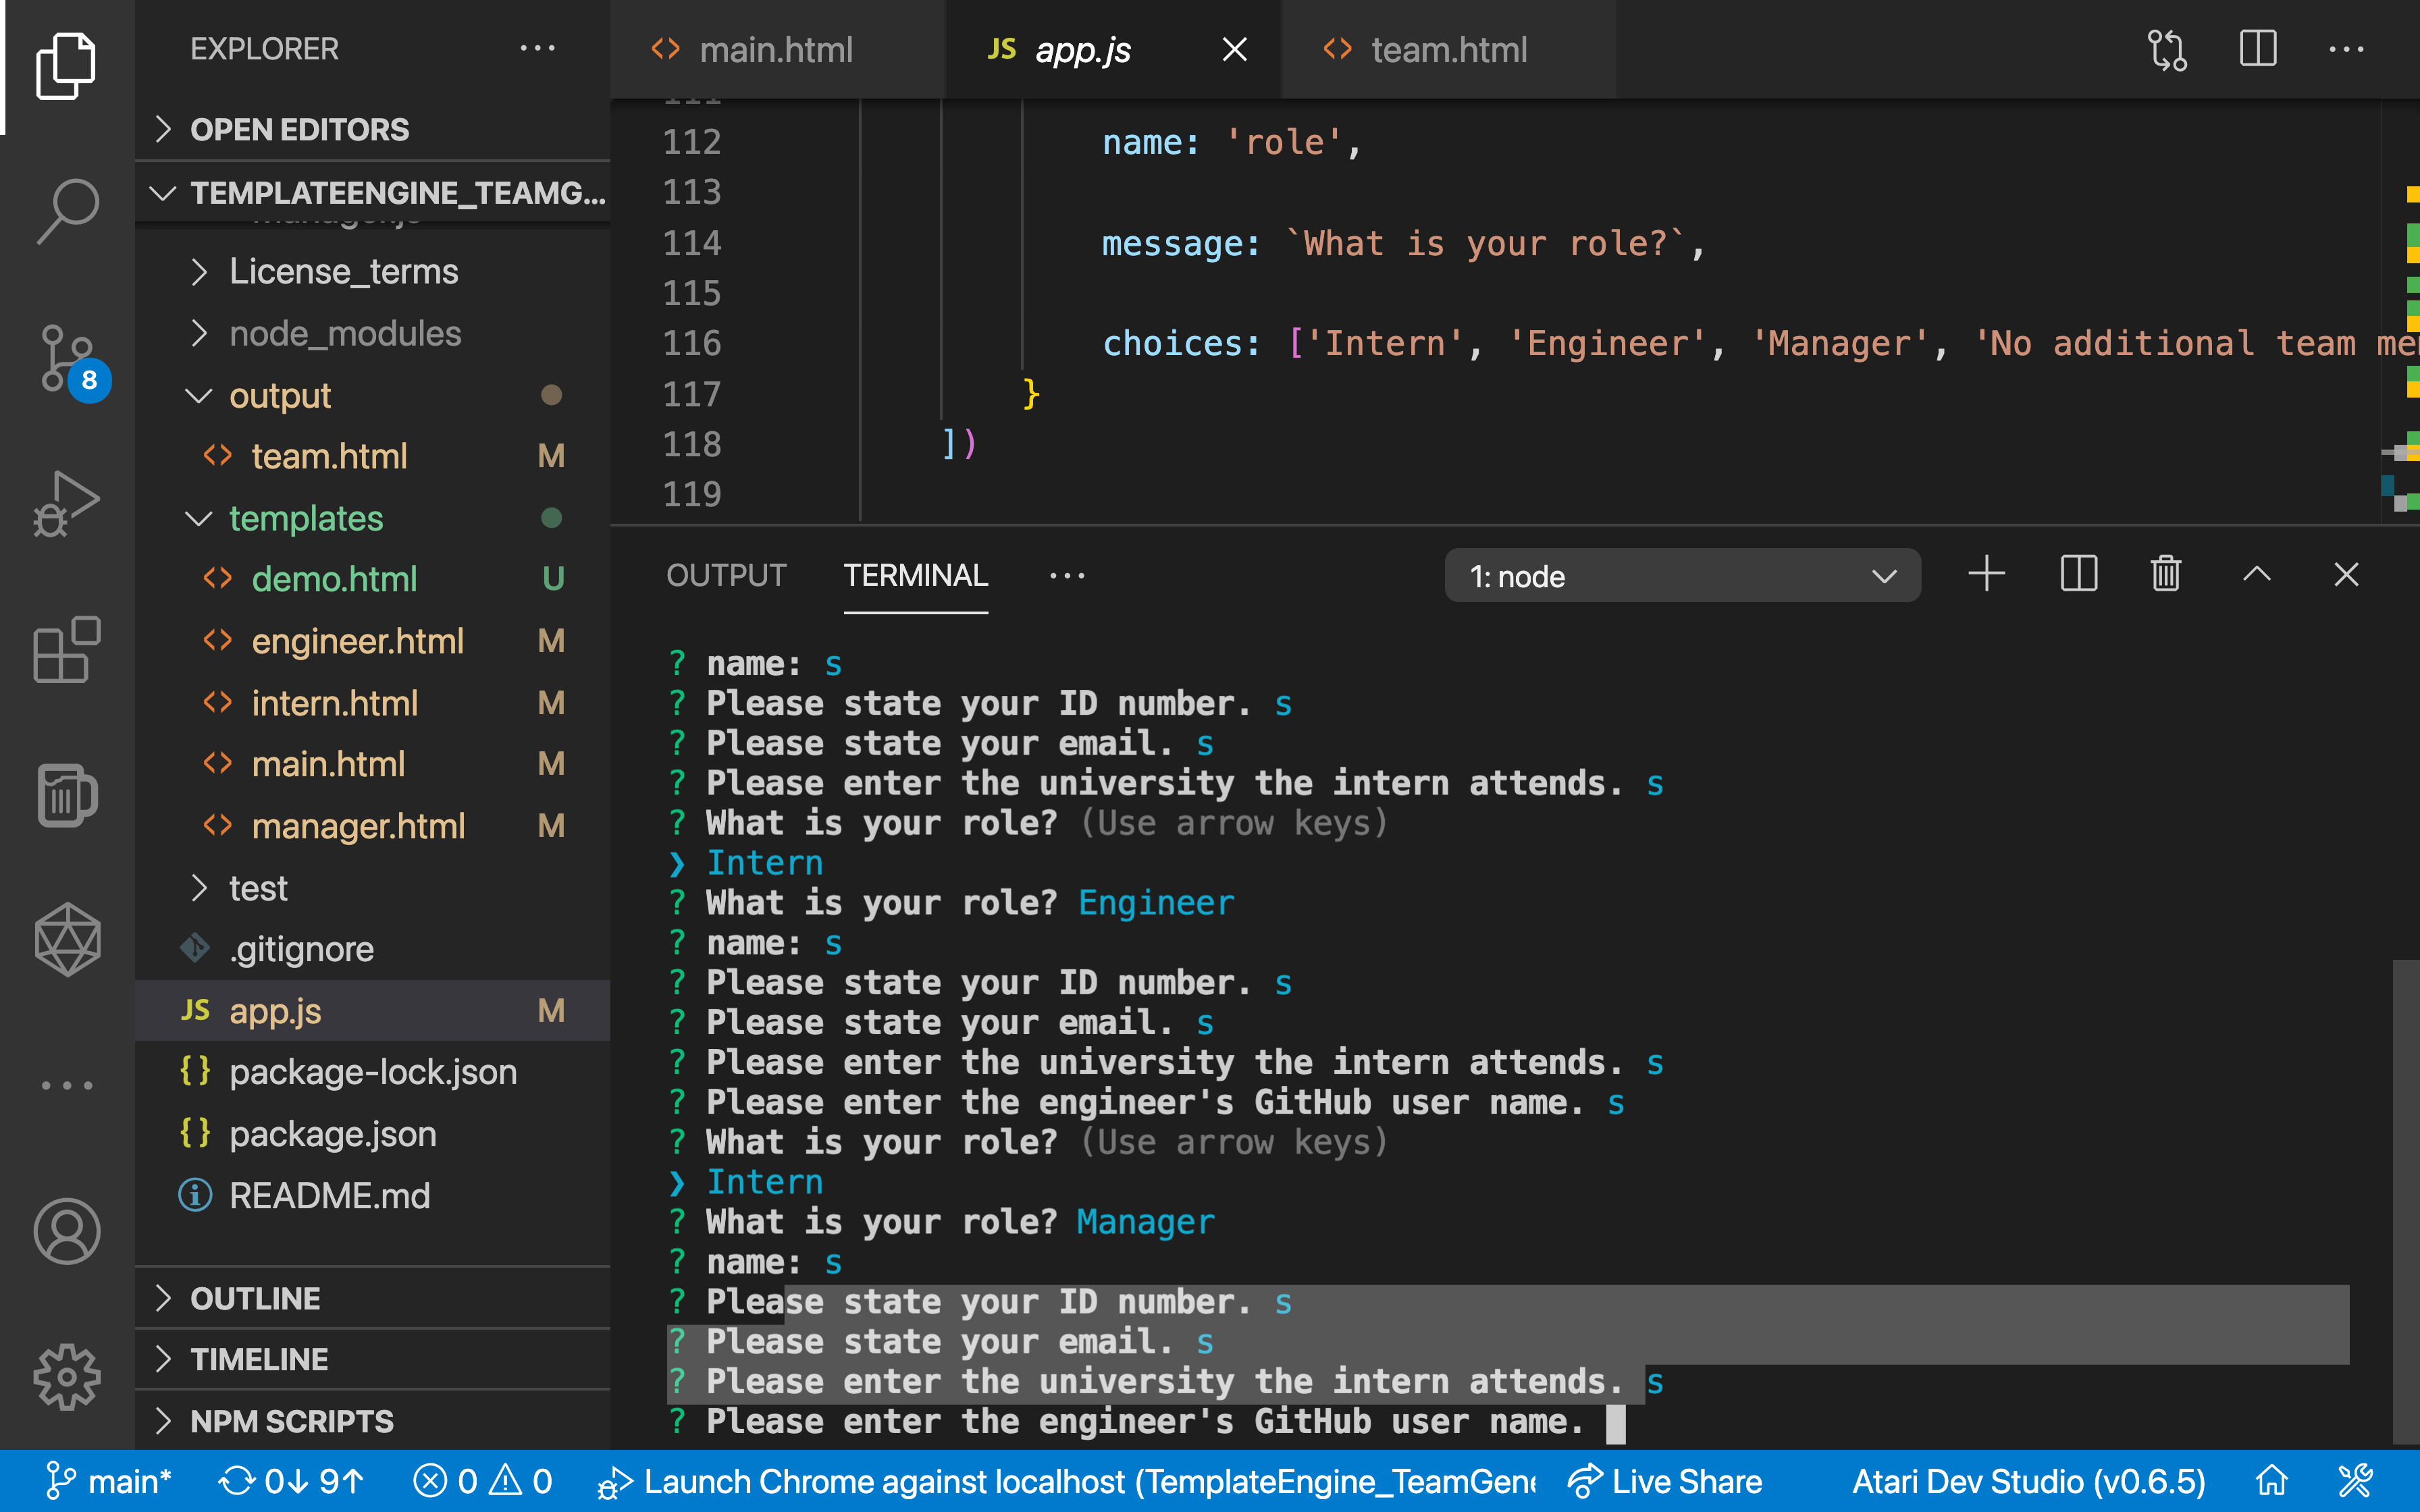 EXPLORER
OPEN EDITORS
TEMPLATEENGINE_TEAMG...
manager.js
License_terms
node_modules
output
team.html M
templates
demo.html U
engineer.html M
intern.html M
main.html M
manager.html M
test
.gitignore
JS app.js M
{} package-lock.json
{} package.json
README.md
OUTLINE
TIMELINE
NPM SCRIPTS
8
main.html
JS app.js
team.html
111
112 name: 'role',
113
114 message: `What is your role?`,
115
116 choices: ['Intern', 'Engineer', 'Manager', 'No additional team me
117 }
118 ])
119
OUTPUT TERMINAL ...
1: node
? name: s
? Please state your ID number. s
? Please state your email. s
? Please enter the university the intern attends. s
? What is your role? (Use arrow keys)
❯ Intern
? What is your role? Engineer
? name: s
? Please state your ID number. s
? Please state your email. s
? Please enter the university the intern attends. s
? Please enter the engineer's GitHub user name. s
? What is your role? (Use arrow keys)
❯ Intern
? What is your role? Manager
? name: s
? Please state your ID number. s
? Please state your email. s
? Please enter the university the intern attends. s
? Please enter the engineer's GitHub user name.
main* 0↓ 9↑ 0 0 Launch Chrome against localhost (TemplateEngine_TeamGene Live Share Atari Dev Studio (v0.6.5)